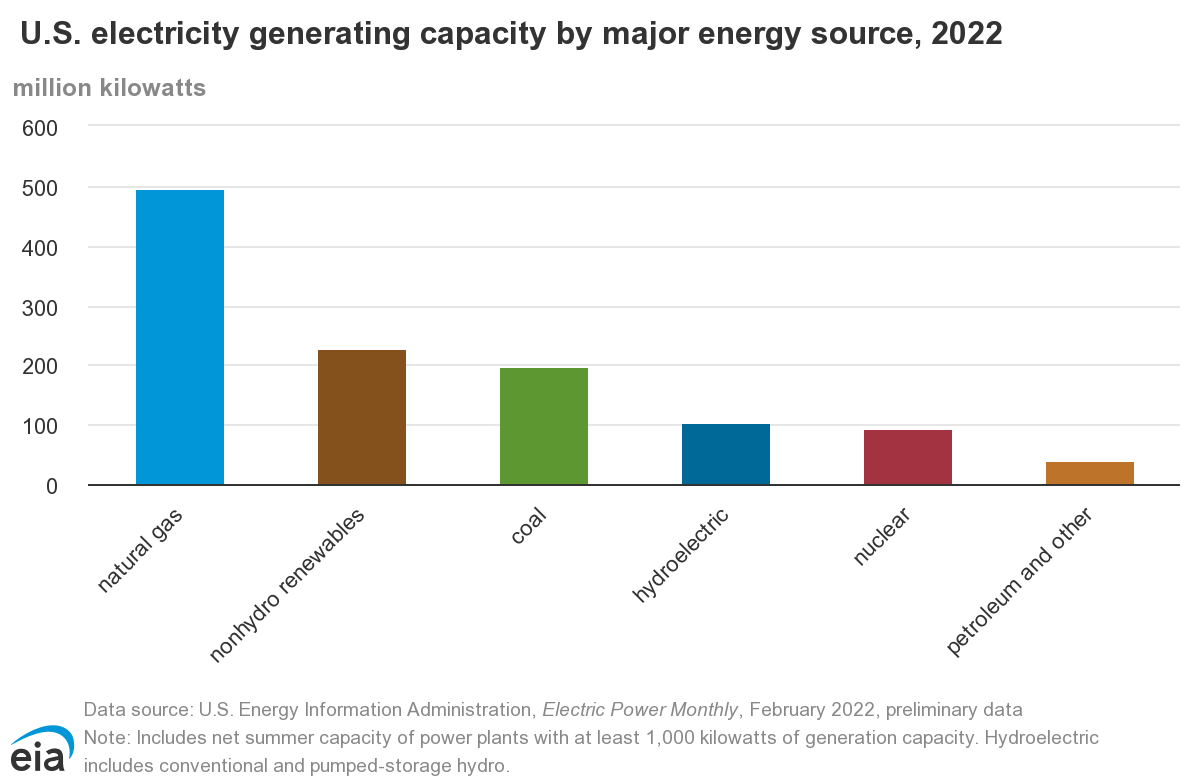 U.S. electricity generating capacity by major energy source, 2022
million kilowatts
600
500
400
300
200
100
0
natural gas
nonhydro renewables
coal
hydroelectric
nuclear
petroleum and other
Data source: U.S. Energy Information Administration, Electric Power Monthly, February 2022, preliminary data
Note: Includes net summer capacity of power plants with at least 1,000 kilowatts of generation capacity. Hydroelectric
includes conventional and pumped-storage hydro.
eia